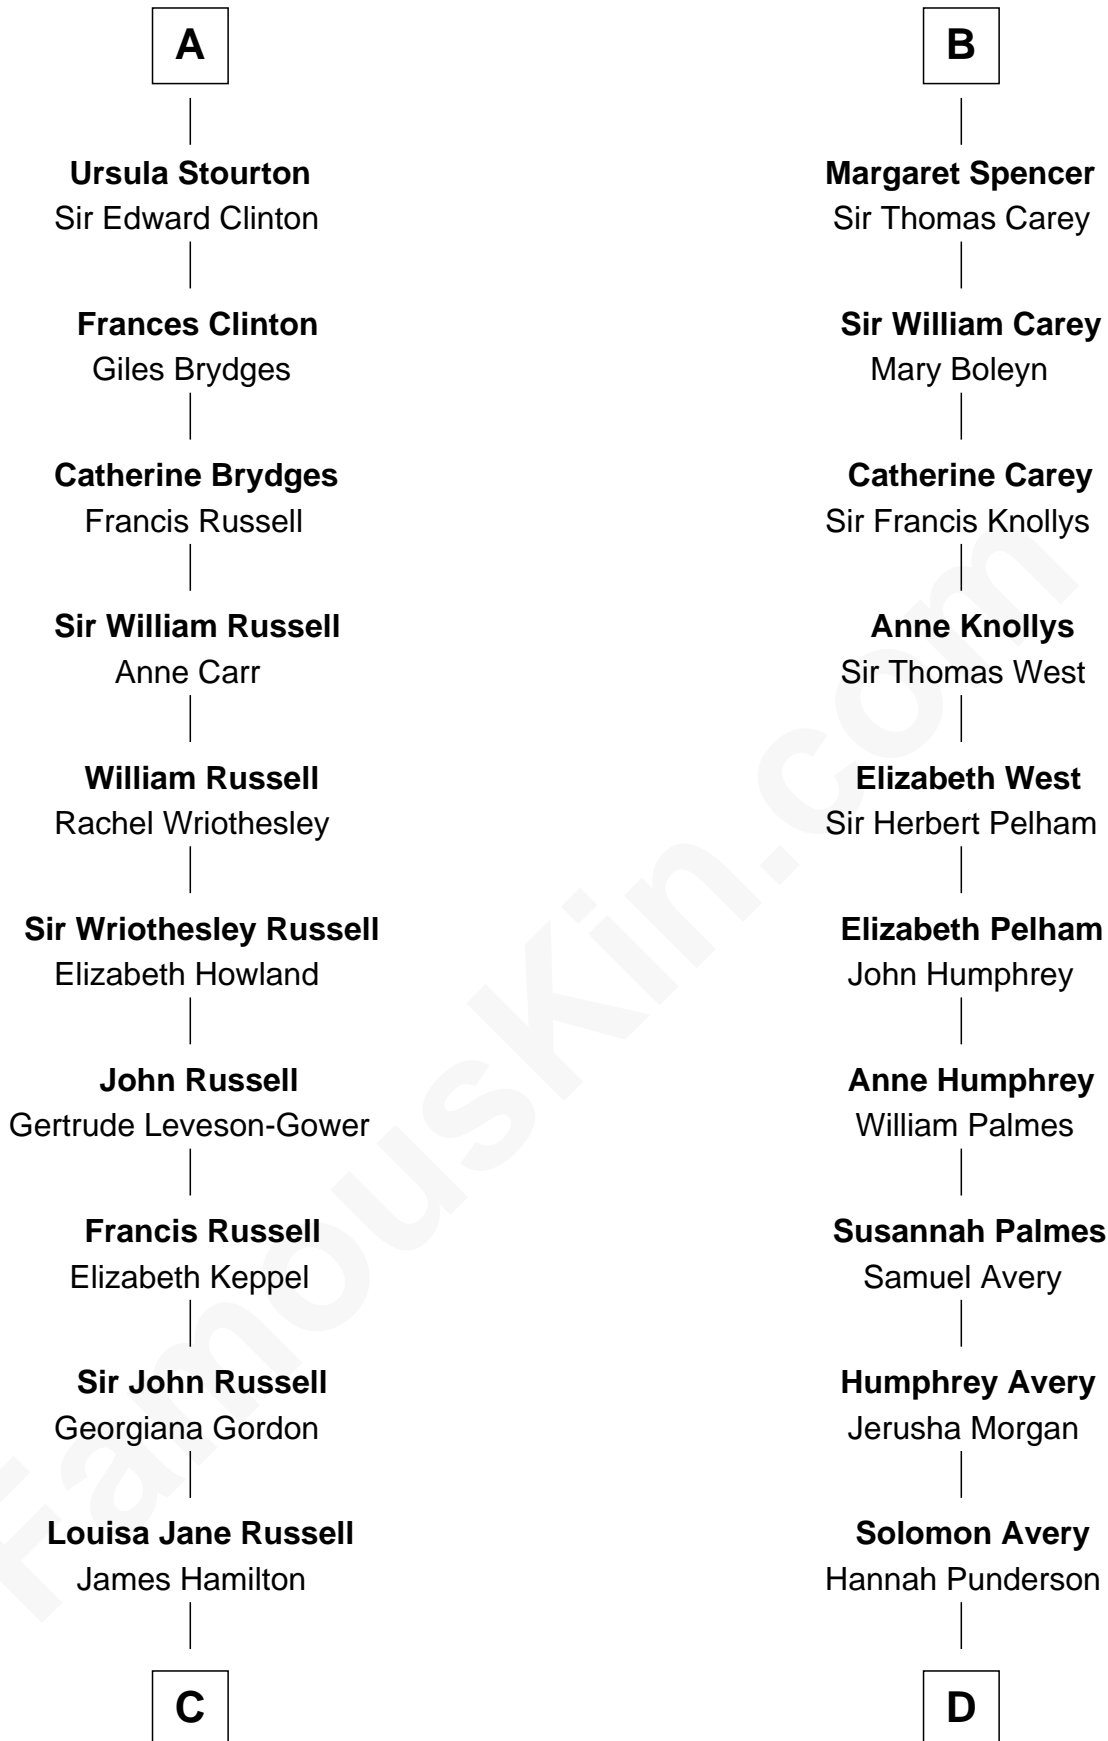 A
Ursula Stourton
Sir Edward Clinton
Frances Clinton
Giles Brydges
Catherine Brydges
Francis Russell
Sir William Russell
Anne Carr
William Russell
Rachel Wriothesley
Sir Wriothesley Russell
Elizabeth Howland
John Russell
Gertrude Leveson-Gower
Francis Russell
Elizabeth Keppel
Sir John Russell
Georgiana Gordon
Louisa Jane Russell
James Hamilton
C
B
Margaret Spencer
Sir Thomas Carey
Sir William Carey
Mary Boleyn
Catherine Carey
Sir Francis Knollys
Anne Knollys
Sir Thomas West
Elizabeth West
Sir Herbert Pelham
Elizabeth Pelham
John Humphrey
Anne Humphrey
William Palmes
Susannah Palmes
Samuel Avery
Humphrey Avery
Jerusha Morgan
Solomon Avery
Hannah Punderson
D
FamousKin.com